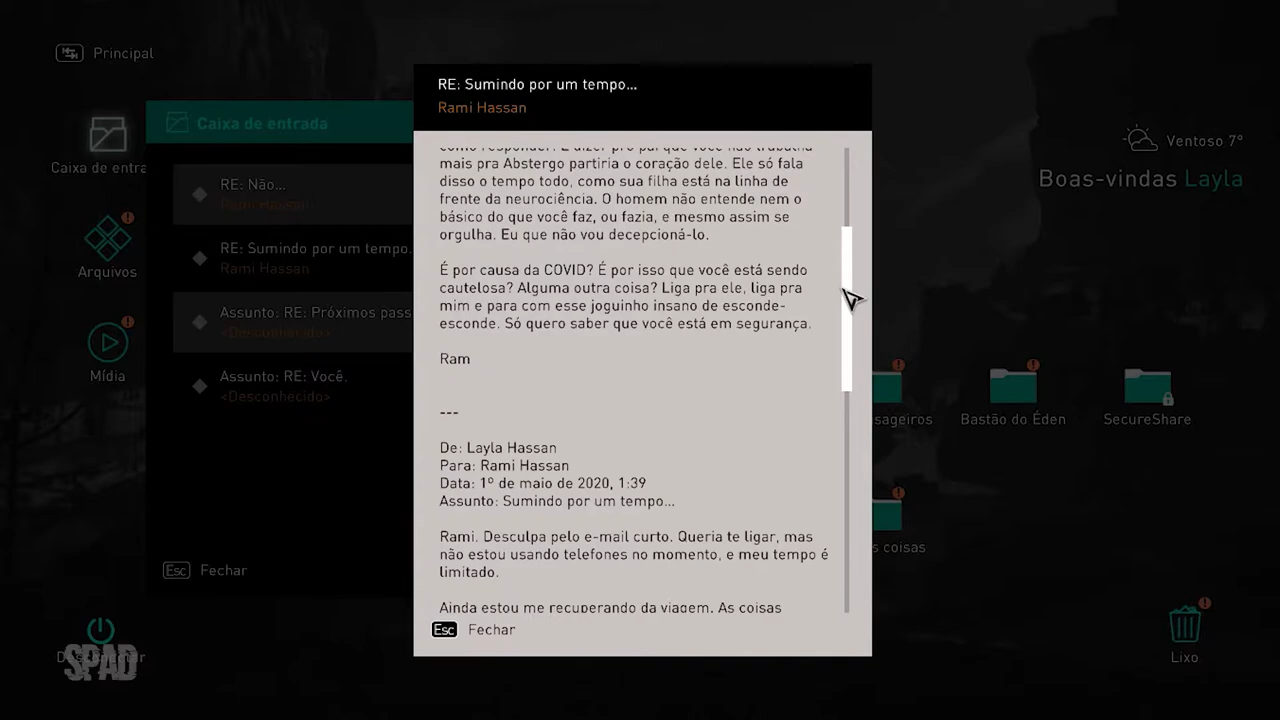 Principal
RE: Sumindo por um tempo...
Rami Hassan
Caixa de entrada
Caixa de entra
RE: Não...
Rami Hassan
RE: Sumindo por um tempo.
Rami Hassan
Assunto: RE: Próximos pass
<Desconhecido>
Assunto: RE: Você.
<Desconhecido>
Arquivos
Mídia
Esc Fechar
mais pra Abstergo partiria o coração dele. Ele só fala
disso o tempo todo, como sua filha está na linha de
frente da neurociência. O homem não entende nem o
básico do que você faz, ou fazia, e mesmo assim se
orgulha. Eu que não vou decepcioná-lo.
É por causa da COVID? É por isso que você está sendo
cautelosa? Alguma outra coisa? Liga pra ele, liga pra
mim e para com esse joguinho insano de esconde-
esconde. Só quero saber que você está em segurança.
Ram
---
De: Layla Hassan
Para: Rami Hassan
Data: 1º de maio de 2020, 1:39
Assunto: Sumindo por um tempo...
Rami. Desculpa pelo e-mail curto. Queria te ligar, mas
não estou usando telefones no momento, e meu tempo é
limitado.
Ainda estou me recuperando da viagem. As coisas
Esc Fechar
Ventoso 7°
Boas-vindas Layla
sageiros
Bastão do Éden
SecureShare
s coisas
Lixo
SPAD